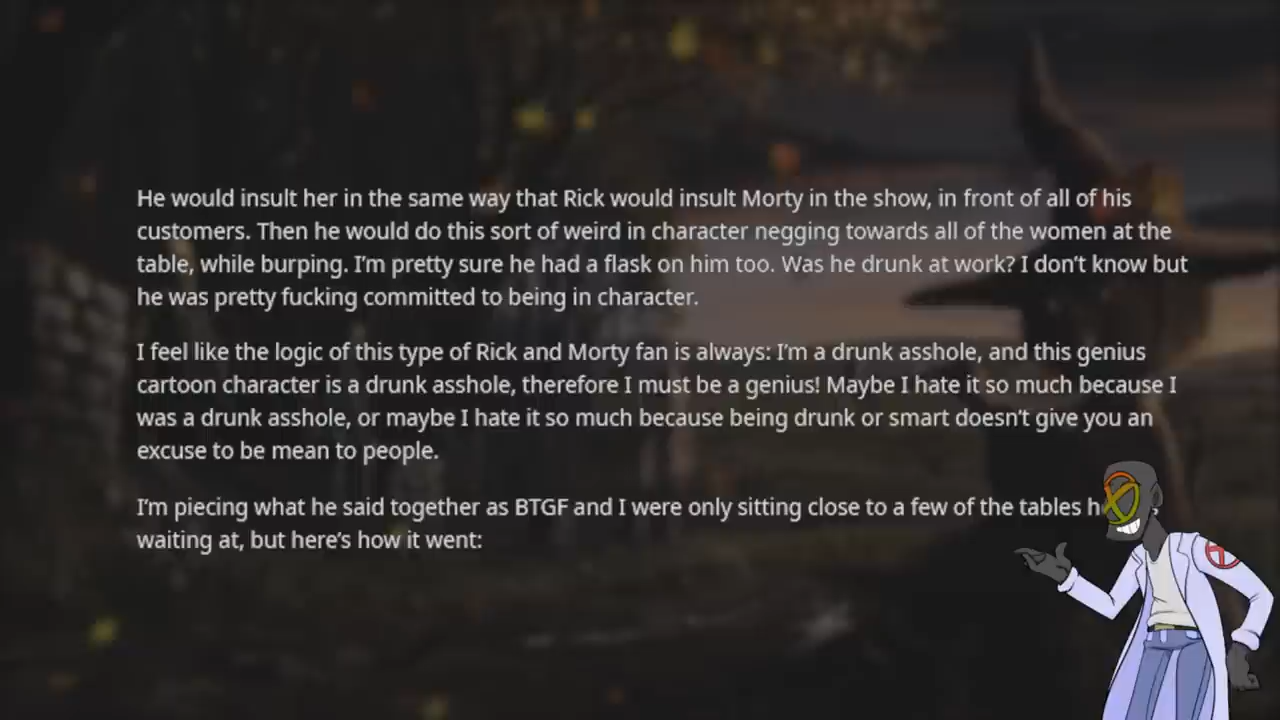 He would insult her in the same way that Rick would insult Morty in the show, in front of all of his
customers. Then he would do this sort of weird in character negging towards all of the women at the
table, while burping. I'm pretty sure he had a flask on him too. Was he drunk at work? I don't know but
he was pretty fucking committed to being in character.
I feel like the logic of this type of Rick and Morty fan is always: I'm a drunk asshole, and this genius
cartoon character is a drunk asshole, therefore I must be a genius! Maybe I hate it so much because I
was a drunk asshole, or maybe I hate it so much because being drunk or smart doesn't give you an
excuse to be mean to people.
I'm piecing what he said together as BTGF and I were only sitting close to a few of the tables
waiting at, but here's how it went: